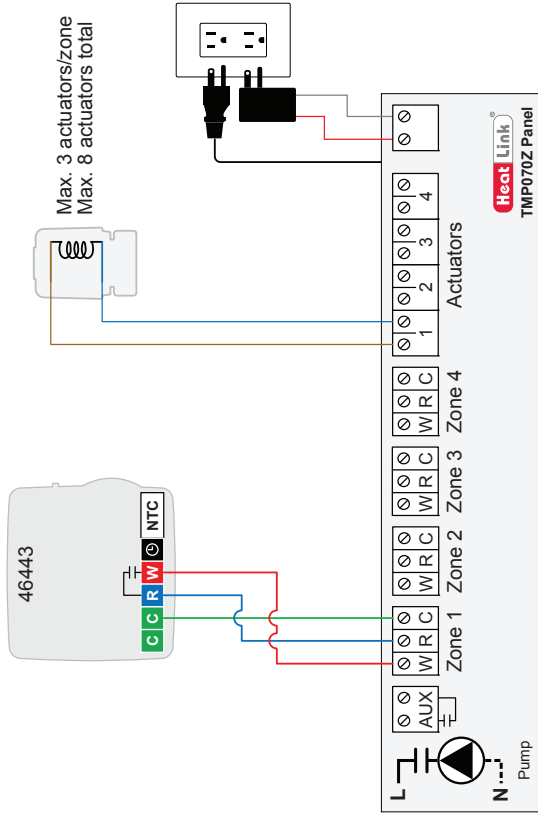 Max. 3 actuators/zone
Max. 8 actuators total
46443
C C R W NTC
L
N
Pump
AUX
W R C
Zone 1
W R C
Zone 2
W R C
Zone 3
W R C
Zone 4
1 2 3 4
Actuators
Heat Link®
TMP070Z Panel